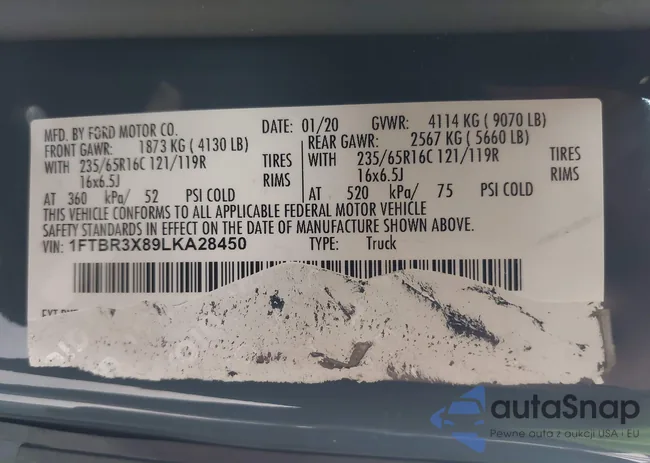 MFD. BY FORD MOTOR CO.
DATE: 01/20 GVWR: 4114 KG ( 9070 LB)
FRONT GAWR: 1873 KG ( 4130 LB)
REAR GAWR: 2567 KG ( 5660 LB)
WITH 235/65R16C 121/119R TIRES
WITH 235/65R16C 121/119R TIRES
16x6.5J RIMS
16x6.5J RIMS
AT 360 kPa/ 52 PSI COLD
AT 520 kPa/ 75 PSI COLD
THIS VEHICLE CONFORMS TO ALL APPLICABLE FEDERAL MOTOR VEHICLE
SAFETY STANDARDS IN EFFECT ON THE DATE OF MANUFACTURE SHOWN ABOVE.
VIN: 1FTBR3X89LKA28450 TYPE: Truck
EXT
autaSnap
Pewne auta z aukcji USA i EU